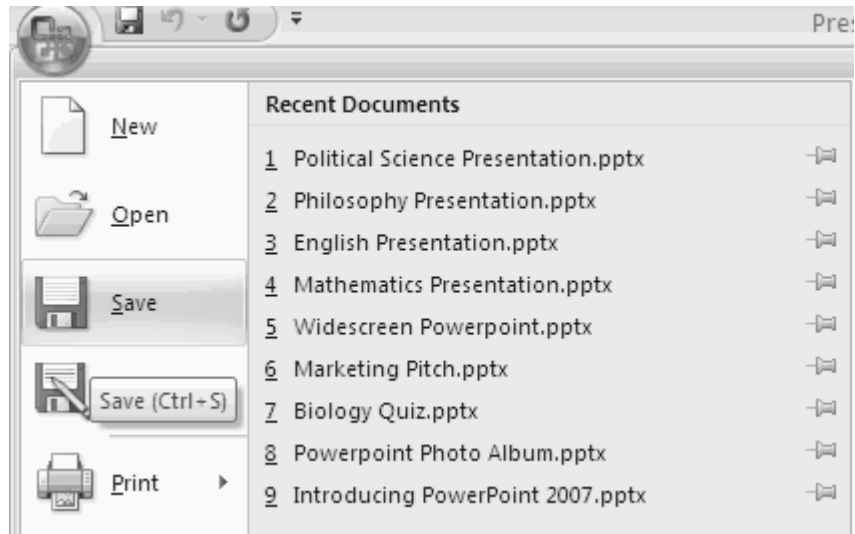 Pres
New
Open
Save
Save (Ctrl+S)
Print
Recent Documents
1 Political Science Presentation.pptx
2 Philosophy Presentation.pptx
3 English Presentation.pptx
4 Mathematics Presentation.pptx
5 Widescreen Powerpoint.pptx
6 Marketing Pitch.pptx
7 Biology Quiz.pptx
8 Powerpoint Photo Album.pptx
9 Introducing PowerPoint 2007.pptx